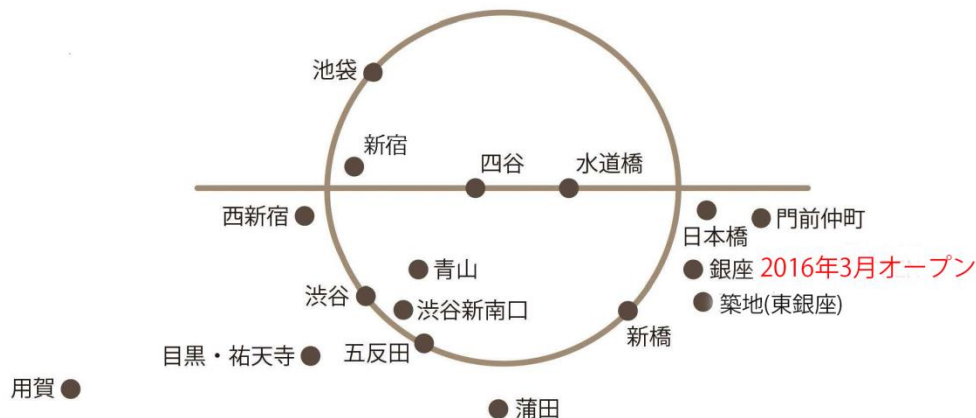 池袋
新宿
四谷
水道橋
西新宿
日本橋
門前仲町
青山
銀座 2016年3月オープン
渋谷
渋谷新南口
築地(東銀座)
新橋
目黒・祐天寺
五反田
用賀
蒲田